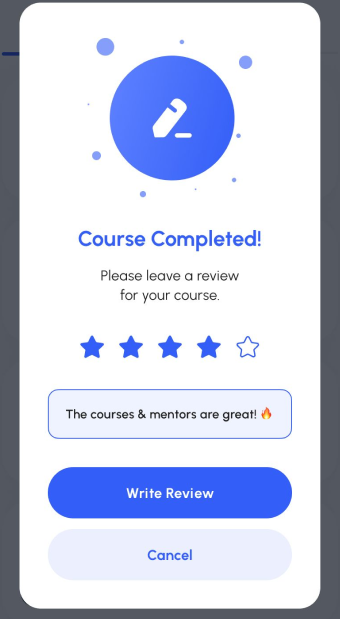 Course Completed!
Please leave a review
for your course.
The courses & mentors are great! 🔥
Write Review
Cancel